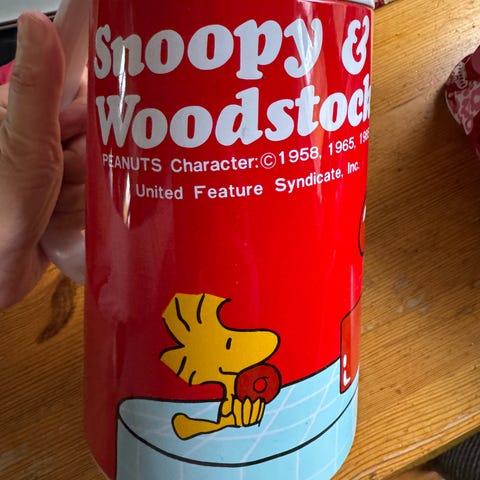 Snoopy &
Woodstock
PEANUTS Character:©1958, 1965,
United Feature Syndicate, Inc.